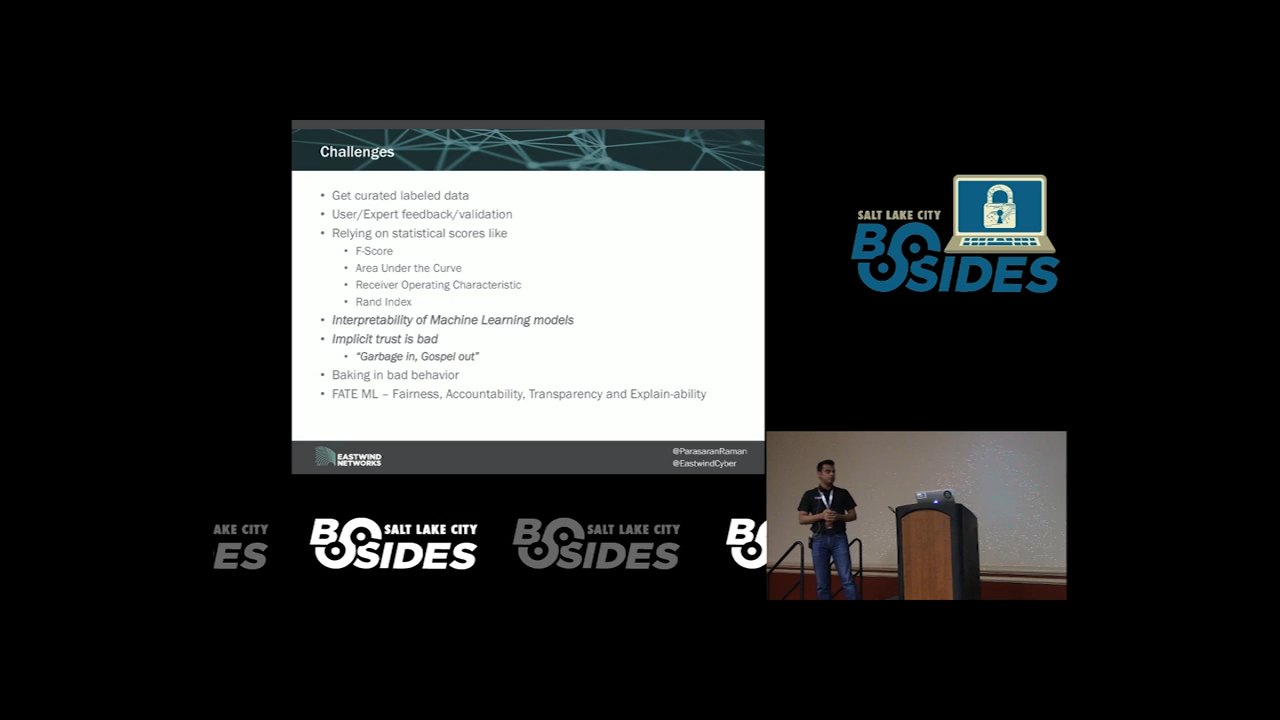 Challenges
• Get curated labeled data
• User/Expert feedback/validation
• Relying on statistical scores like
• F-Score
• Area Under the Curve
• Receiver Operating Characteristic
• Rand Index
• Interpretability of Machine Learning models
• Implicit trust is bad
• “Garbage in, Gospel out”
• Baking in bad behavior
• FATE ML – Fairness, Accountability, Transparency and Explain-ability
EASTWIND
NETWORKS
@ParasaranRaman
@EastwindCyber
SALT LAKE CITY
BSIDES
AKE CITY
ES
SALT LAKE CITY
BSIDES
SALT LAKE CITY
BSIDES
B